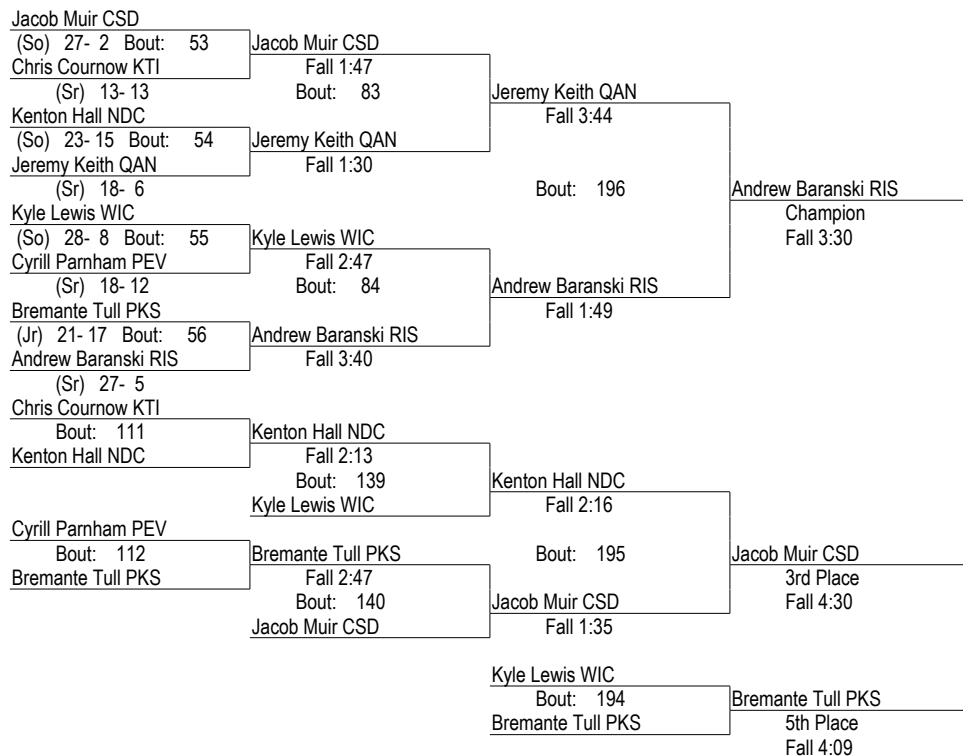 Jacob Muir CSD
(So) 27- 2 Bout: 53 Jacob Muir CSD
Chris Cournow KTI Fall 1:47
(Sr) 13- 13 Bout: 83 Jeremy Keith QAN
Kenton Hall NDC Fall 3:44
(So) 23- 15 Bout: 54 Jeremy Keith QAN
Jeremy Keith QAN Fall 1:30
(Sr) 18- 6 Bout: 196 Andrew Baranski RIS
Kyle Lewis WIC Champion
(So) 28- 8 Bout: 55 Kyle Lewis WIC Fall 3:30
Cyrill Parnham PEV Fall 2:47
(Sr) 18- 12 Bout: 84 Andrew Baranski RIS
Bremante Tull PKS Fall 1:49
(Jr) 21- 17 Bout: 56 Andrew Baranski RIS
Andrew Baranski RIS Fall 3:40
(Sr) 27- 5
Chris Cournow KTI
Bout: 111 Kenton Hall NDC
Kenton Hall NDC Fall 2:13
Bout: 139 Kenton Hall NDC
Kyle Lewis WIC Fall 2:16
Cyrill Parnham PEV
Bout: 112 Bremante Tull PKS Bout: 195 Jacob Muir CSD
Bremante Tull PKS Fall 2:47 3rd Place
Bout: 140 Jacob Muir CSD Fall 4:30
Jacob Muir CSD Fall 1:35
Kyle Lewis WIC
Bout: 194 Bremante Tull PKS
Bremante Tull PKS 5th Place
Fall 4:09